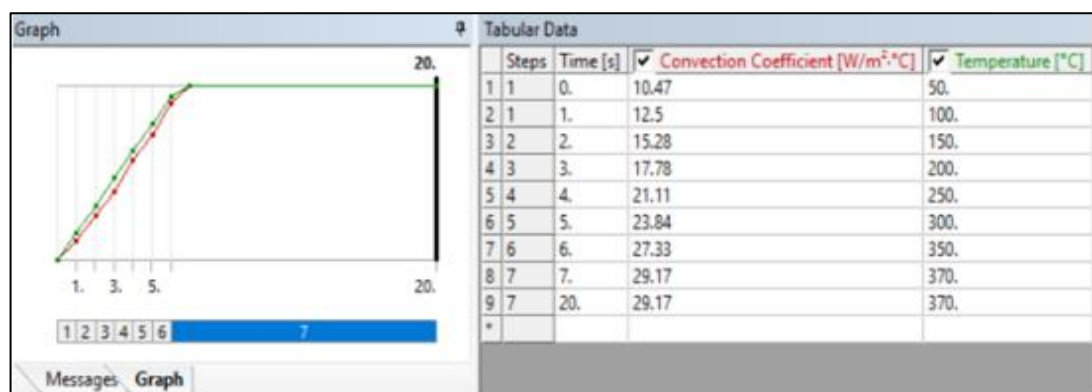 Graph
20.
1. 3. 5. 20.
1 2 3 4 5 6 7
Messages Graph
Tabular Data
Steps Time [s] Convection Coefficient [W/m²·°C] Temperature [°C]
1 1 0. 10.47 50.
2 1 1. 12.5 100.
3 2 2. 15.28 150.
4 3 3. 17.78 200.
5 4 4. 21.11 250.
6 5 5. 23.84 300.
7 6 6. 27.33 350.
8 7 7. 29.17 370.
9 7 20. 29.17 370.
*